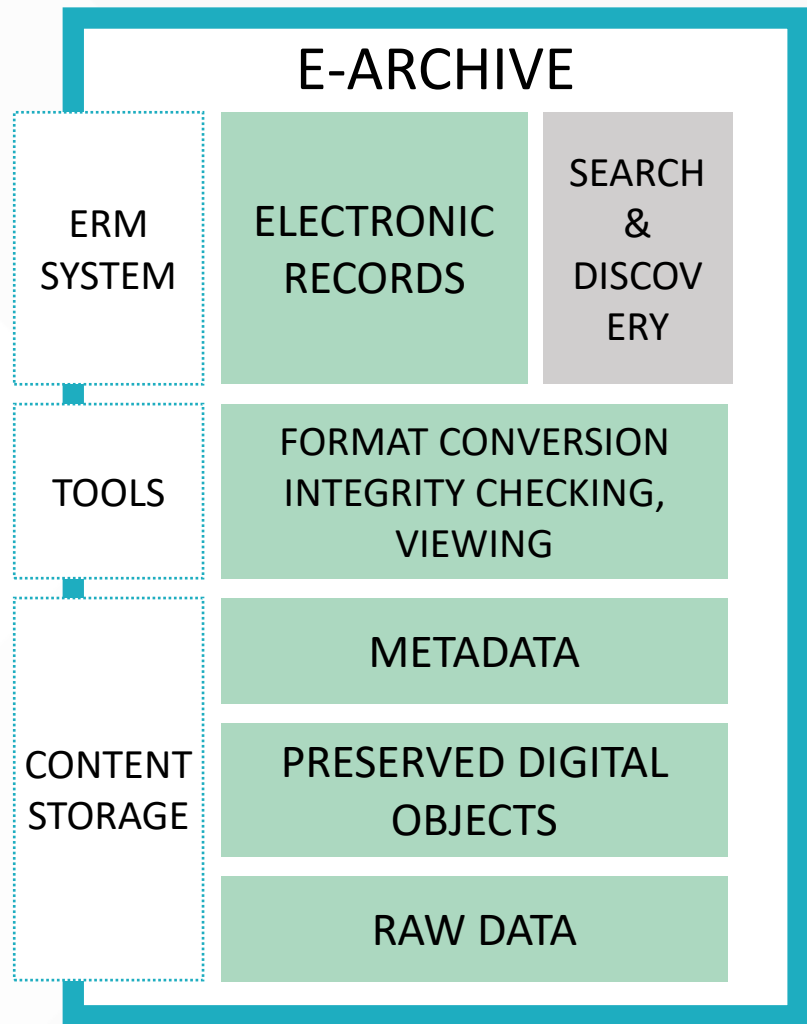 E-ARCHIVE
ERM
SYSTEM
ELECTRONIC
RECORDS
SEARCH
&
DISCOV
ERY
TOOLS
FORMAT CONVERSION
INTEGRITY CHECKING,
VIEWING
CONTENT
STORAGE
METADATA
PRESERVED DIGITAL
OBJECTS
RAW DATA